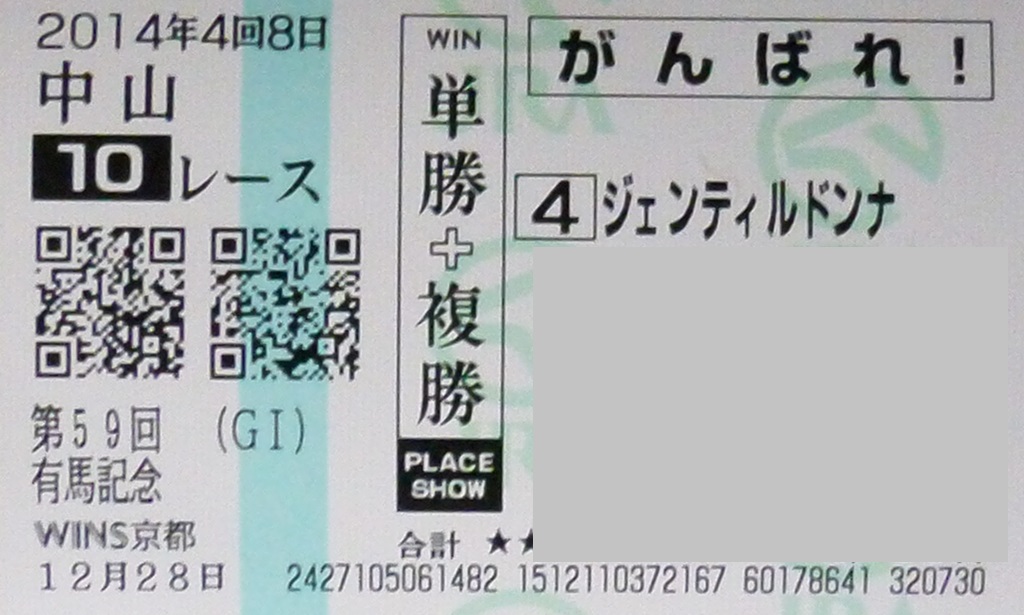 2014年4回8日
中山
10レース
第59回 (GⅠ)
有馬記念
WINS京都
12月28日
WIN
単勝+複勝
PLACE
SHOW
がんばれ!
4 ジェンティルドンナ
合計 ★★
2427105061482 1512110372167 60178641 320730